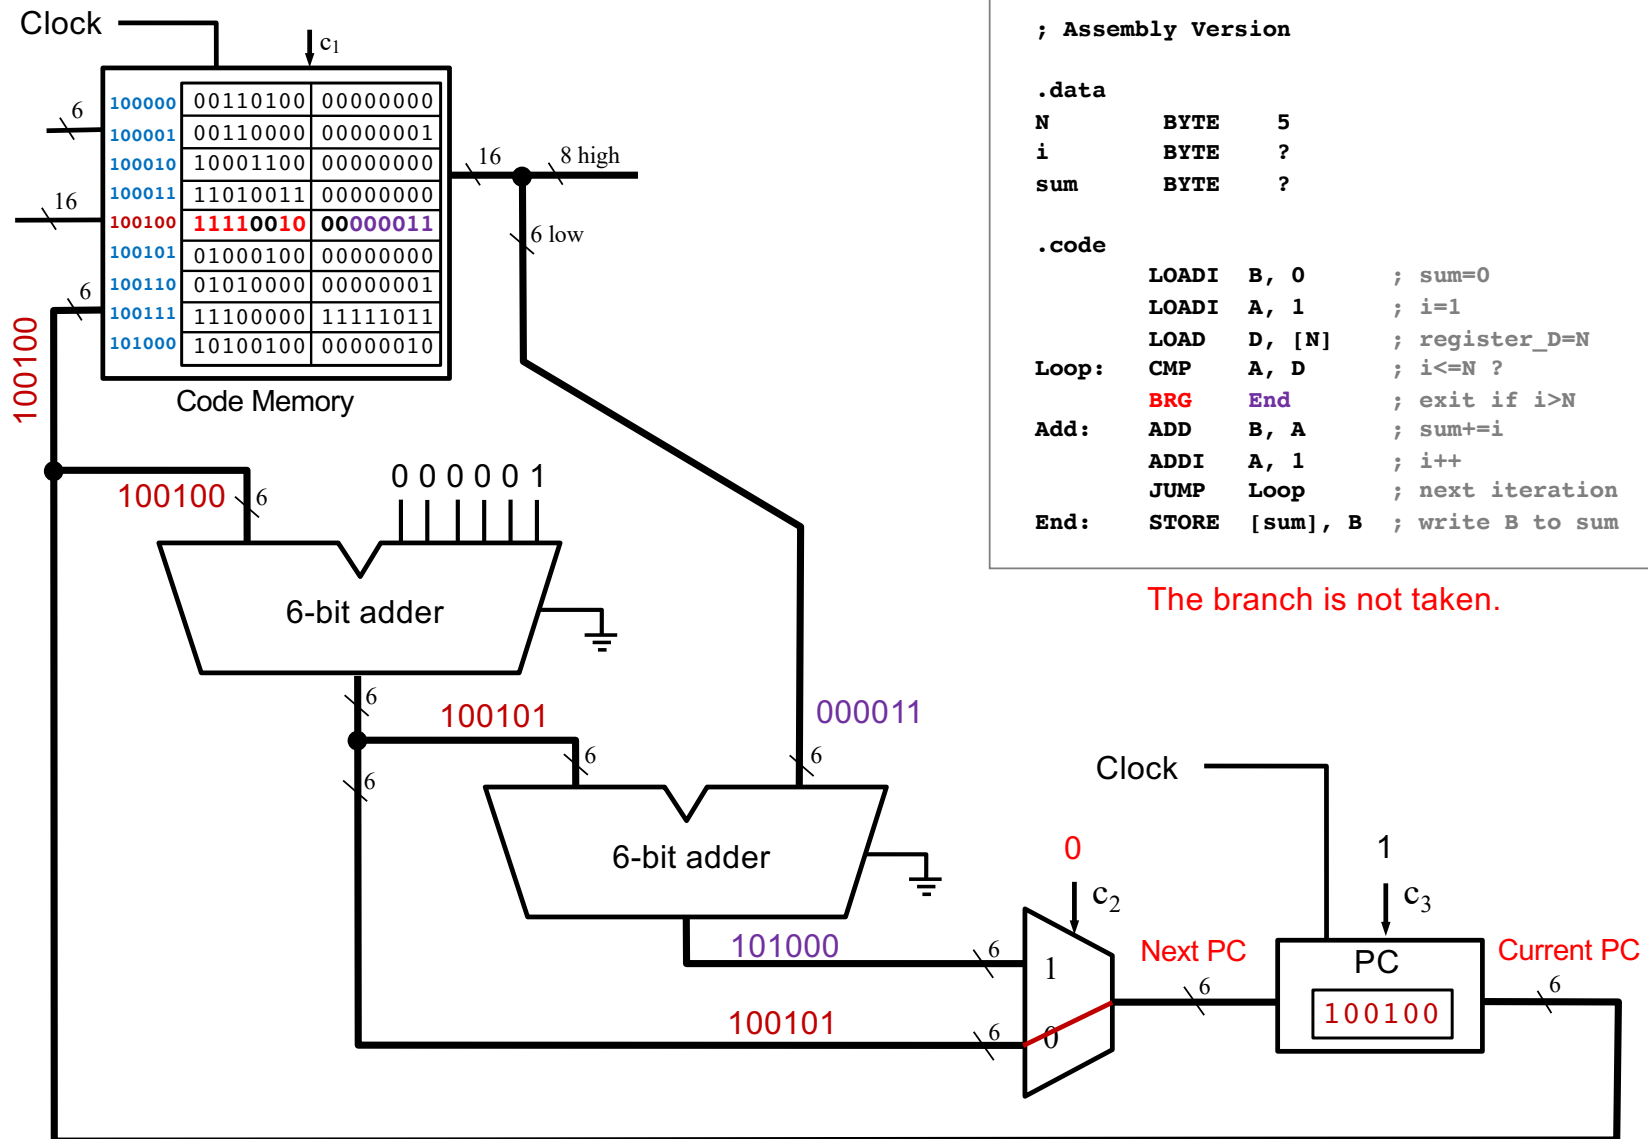 Clock
c1
100000 00110100 00000000
100001 00110000 00000001
100010 10001100 00000000
100011 11010011 00000000
100100 11110010 00000011
100101 01000100 00000000
100110 01010000 00000001
100111 11100000 11111011
101000 10100100 00000010
6
16
6
16
8 high
6 low
Code Memory
100100
100100
6
0 0 0 0 0 1
6-bit adder
6
100101
6
6
000011
6
6-bit adder
101000
6
100101
6
0
c2
1
0
Next PC
6
Clock
1
c3
PC
100100
Current PC
6
; Assembly Version
.data
N BYTE 5
i BYTE ?
sum BYTE ?
.code
LOADI B, 0 ; sum=0
LOADI A, 1 ; i=1
LOAD D, [N] ; register_D=N
Loop: CMP A, D ; i<=N ?
BRG End ; exit if i>N
Add: ADD B, A ; sum+=i
ADDI A, 1 ; i++
JUMP Loop ; next iteration
End: STORE [sum], B ; write B to sum
The branch is not taken.